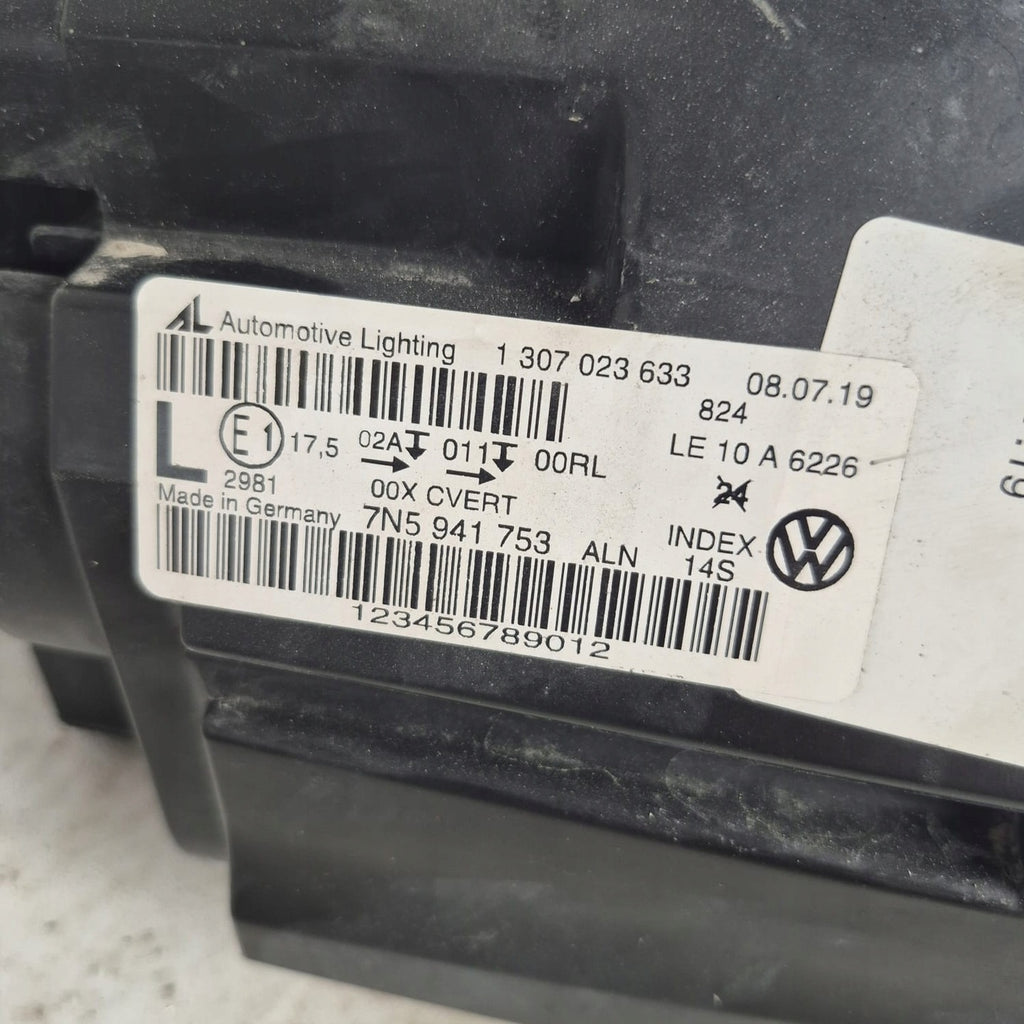 AL Automotive Lighting 1 307 023 633 08.07.19
824
L E1 17,5 02A 011 00RL LE 10 A 6226
2981 00X CVERT 24
Made in Germany 7N5 941 753 ALN INDEX
14S
123456789012